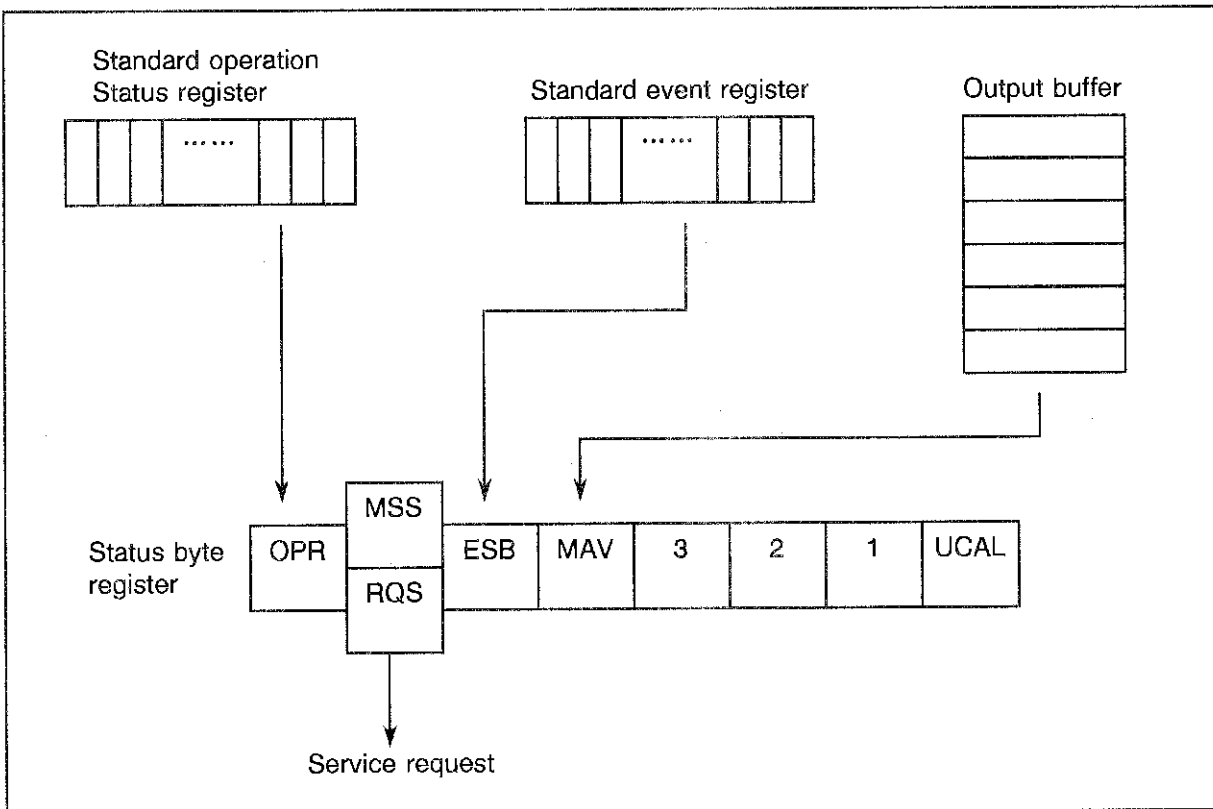 Standard operation
Status register
Standard event register
Output buffer
......
......
MSS
Status byte
register
OPR
ESB
MAV
3
2
1
UCAL
RQS
Service request